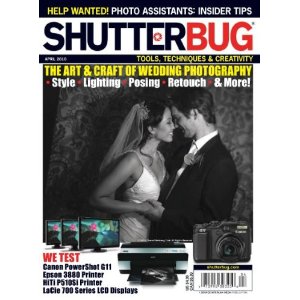 HELP WANTED! PHOTO ASSISTANTS: INSIDER TIPS
SHUTTERBUG
APRIL 2010
TOOLS, TECHNIQUES & CREATIVITY
THE ART & CRAFT OF WEDDING PHOTOGRAPHY
• Style • Lighting • Posing • Retouch • & More!
WE TEST
Canon PowerShot G11
Epson 3880 Printer
HiTi P510Si Printer
LaCie 700 Series LCD Displays
shutterbug.com